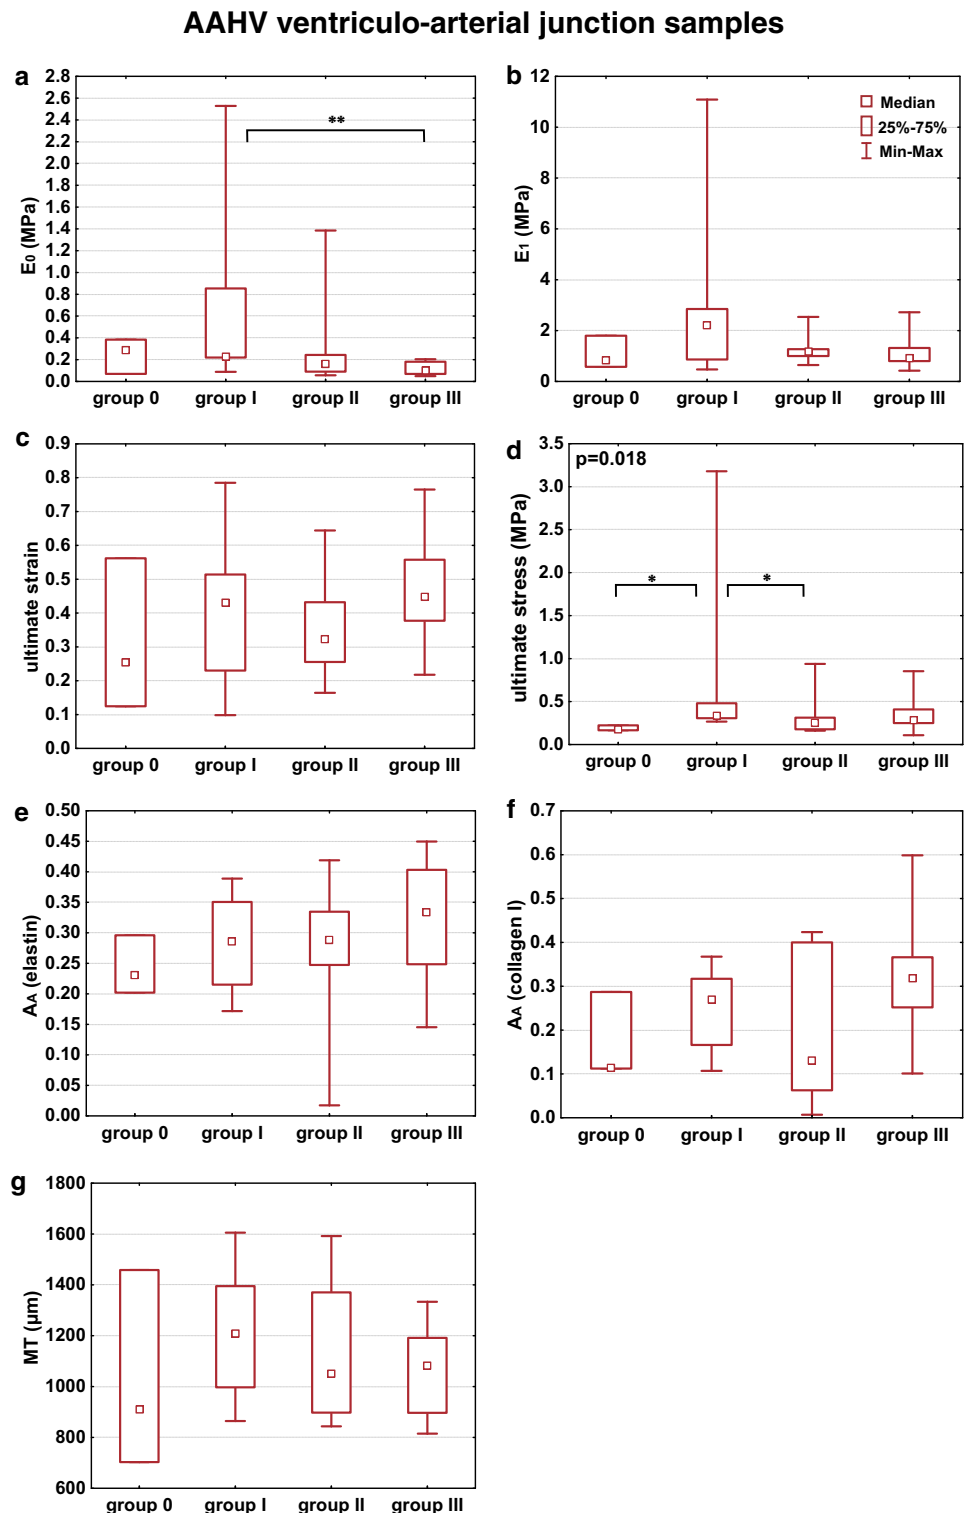 AAHV ventriculo-arterial junction samples
a
2.8
2.6
2.4
2.2
2.0
1.8
1.6
1.4
1.2
1.0
0.8
0.6
0.4
0.2
0.0
E0 (MPa)
**
group 0 group I group II group III
b
12
10
8
6
4
2
0
E1 (MPa)
Median
25%-75%
Min-Max
group 0 group I group II group III
c
0.9
0.8
0.7
0.6
0.5
0.4
0.3
0.2
0.1
0.0
ultimate strain
group 0 group I group II group III
d
3.5
3.0
2.5
2.0
1.5
1.0
0.5
0.0
ultimate stress (MPa)
p=0.018
* *
group 0 group I group II group III
e
0.50
0.45
0.40
0.35
0.30
0.25
0.20
0.15
0.10
0.05
0.00
AA (elastin)
group 0 group I group II group III
f
0.7
0.6
0.5
0.4
0.3
0.2
0.1
0.0
AA (collagen I)
group 0 group I group II group III
g
1800
1600
1400
1200
1000
800
600
MT (µm)
group 0 group I group II group III